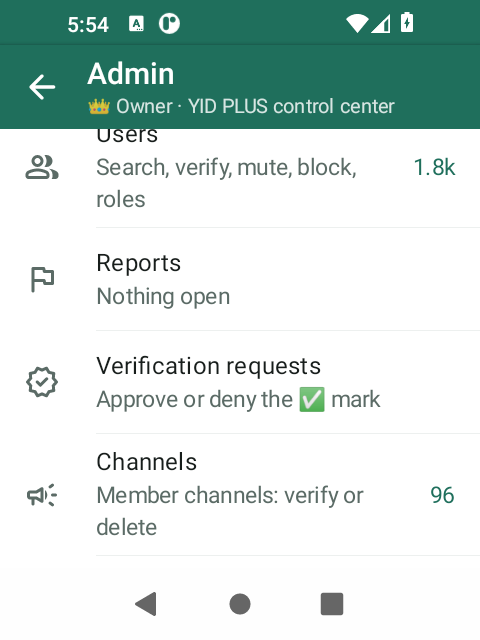 5:54
Admin
👑 Owner · YID PLUS control center
Users
Search, verify, mute, block, 1.8k
roles
Reports
Nothing open
Verification requests
Approve or deny the ✅ mark
Channels
Member channels: verify or 96
delete